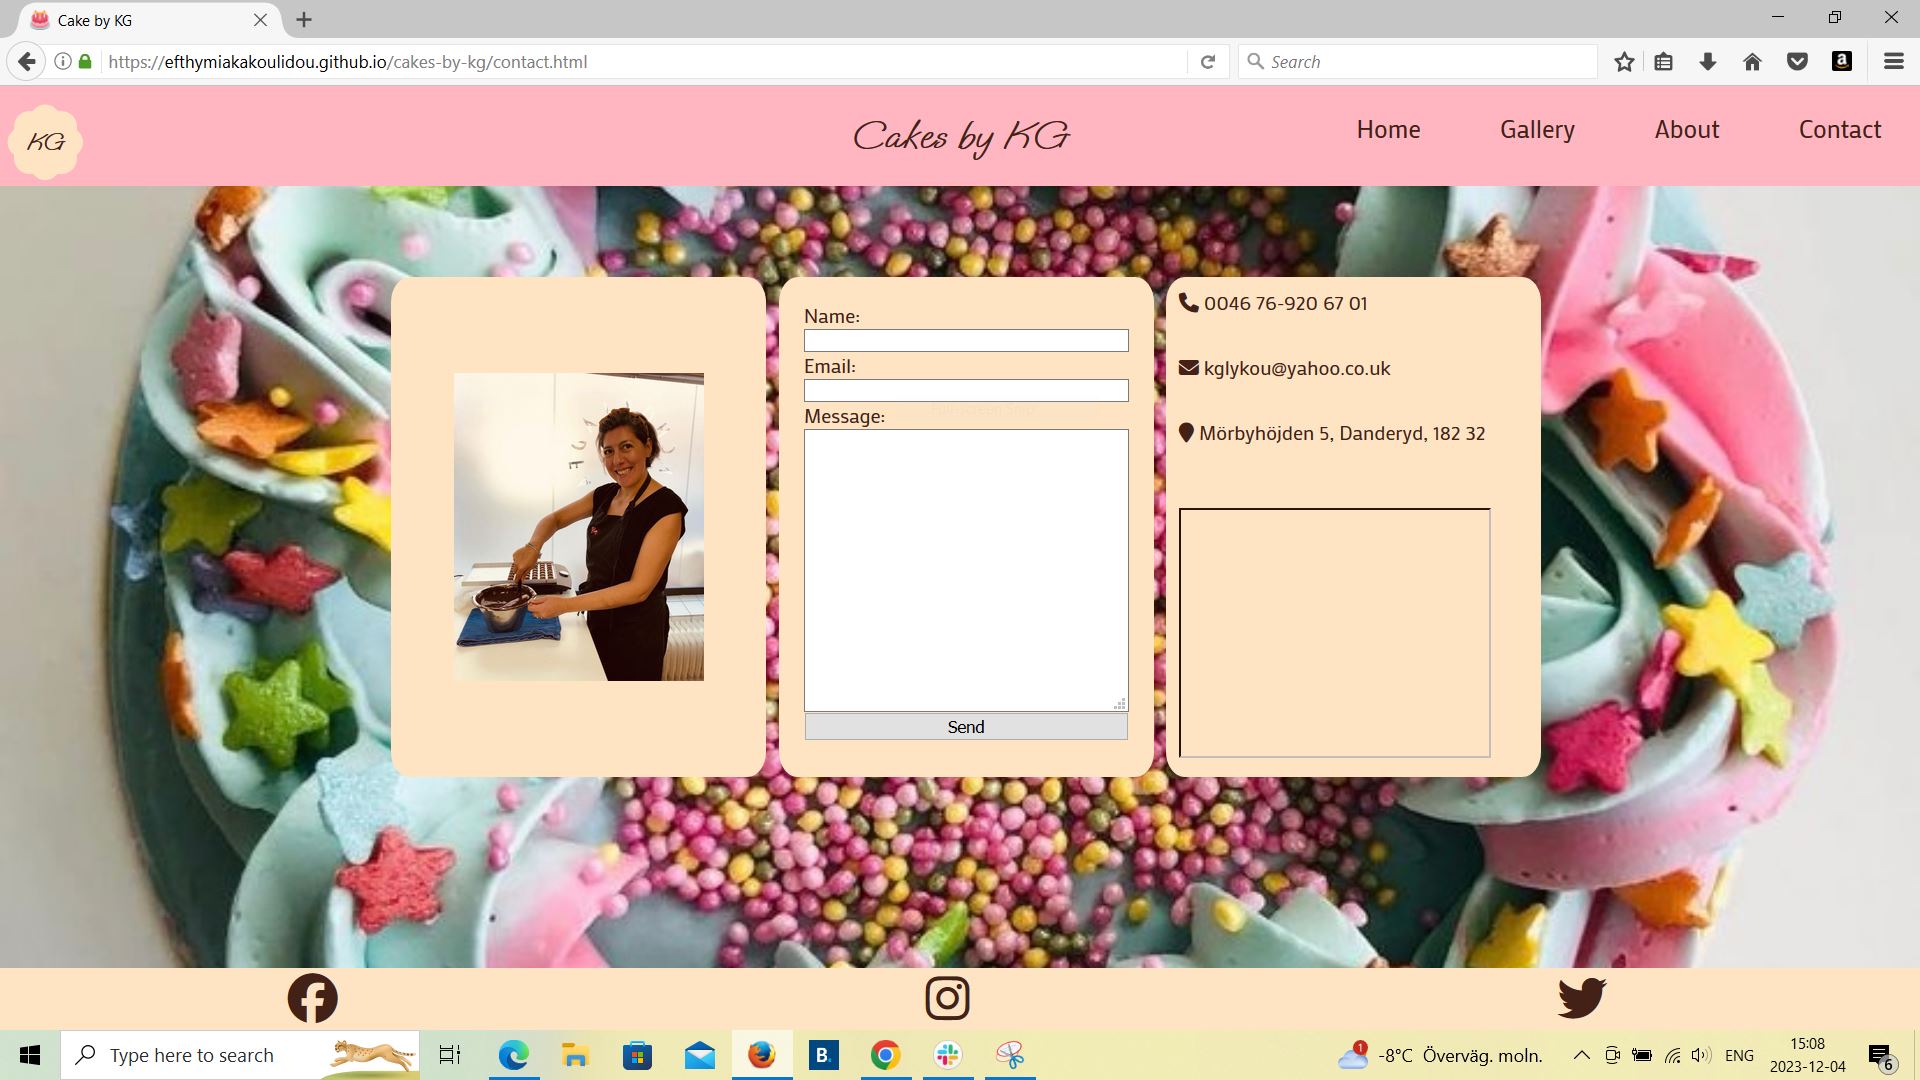 Cake by KG
https://efthymiakakoulidou.github.io/cakes-by-kg/contact.html
Search
a
KG
Cakes by KG
Home
Gallery
About
Contact
Name:
Email:
Message:
Send
0046 76-920 67 01
kglykou@yahoo.co.uk
Mörbyhöjden 5, Danderyd, 182 32
Type here to search
B.
1
-8°C Överväg. moln.
ENG
15:08
2023-12-04
6